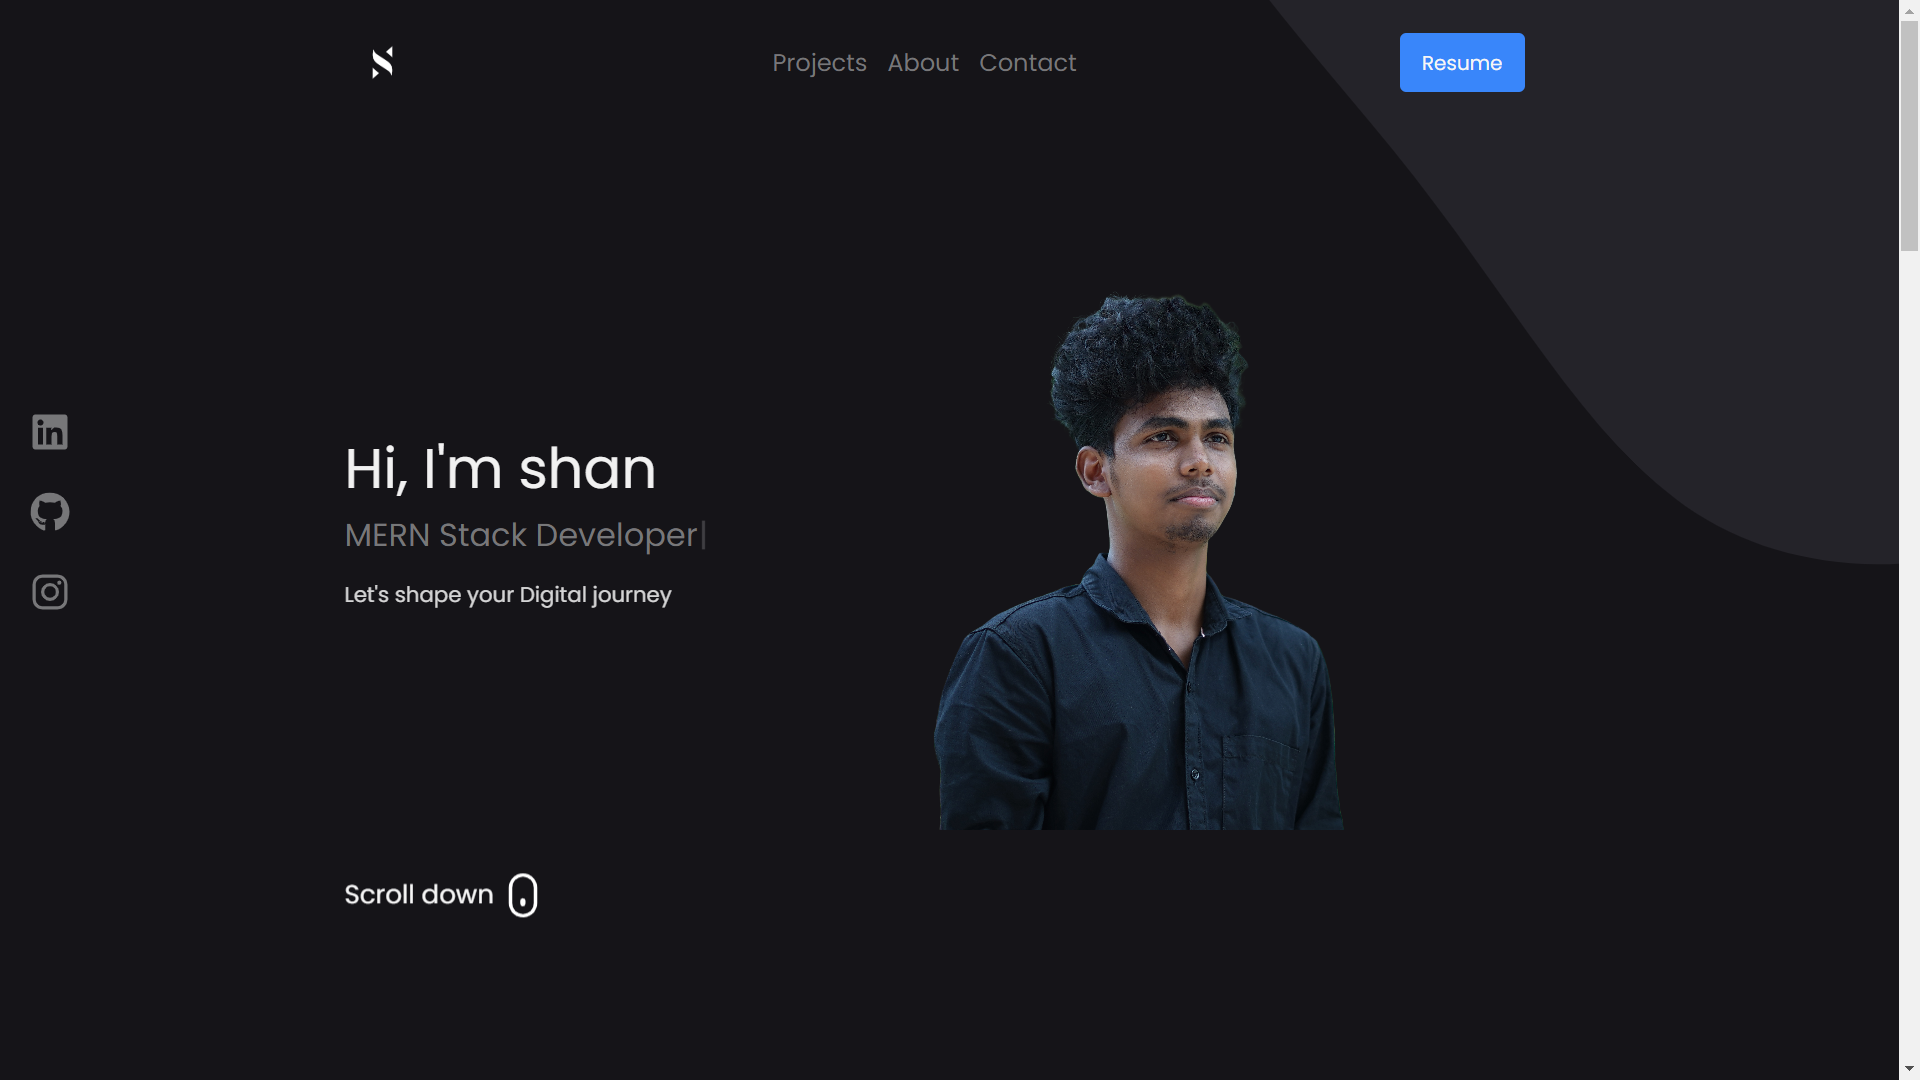 Projects About Contact
Resume
Hi, I'm shan
MERN Stack Developer
Let's shape your Digital journey
Scroll down